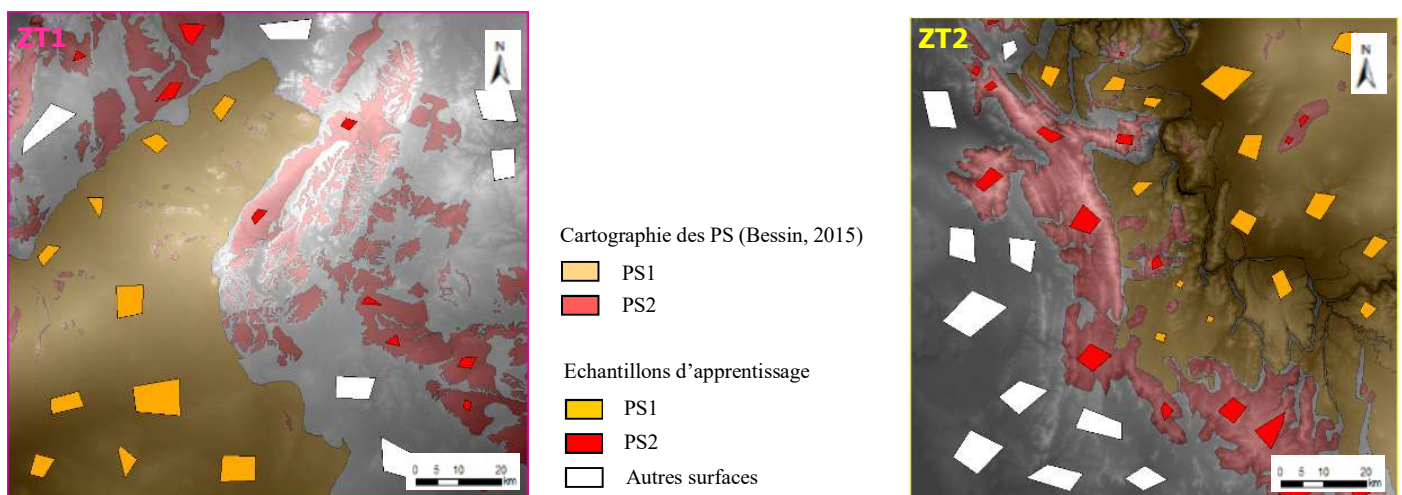 ZT1
N
0 5 10 20
km
Cartographie des PS (Bessin, 2015)
PS1
PS2
Echantillons d’apprentissage
PS1
PS2
Autres surfaces
ZT2
N
0 5 10 20
km